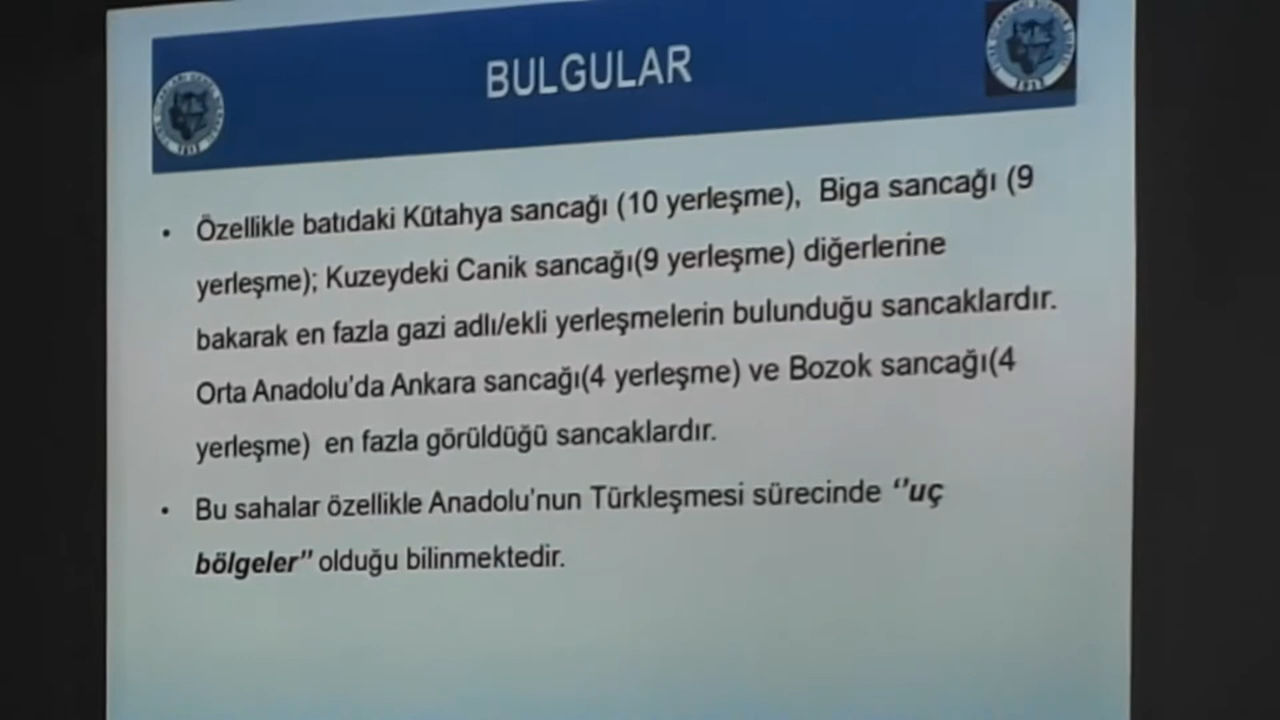 BULGULAR
• Özellikle batıdaki Kütahya sancağı (10 yerleşme),  Biga sancağı (9
yerleşme); Kuzeydeki Canik sancağı(9 yerleşme) diğerlerine
bakarak en fazla gazi adlı/ekli yerleşmelerin bulunduğu sancaklardır.
Orta Anadolu'da Ankara sancağı(4 yerleşme) ve Bozok sancağı(4
yerleşme)  en fazla görüldüğü sancaklardır.
• Bu sahalar özellikle Anadolu'nun Türkleşmesi sürecinde ‘’uç
bölgeler’’ olduğu bilinmektedir.